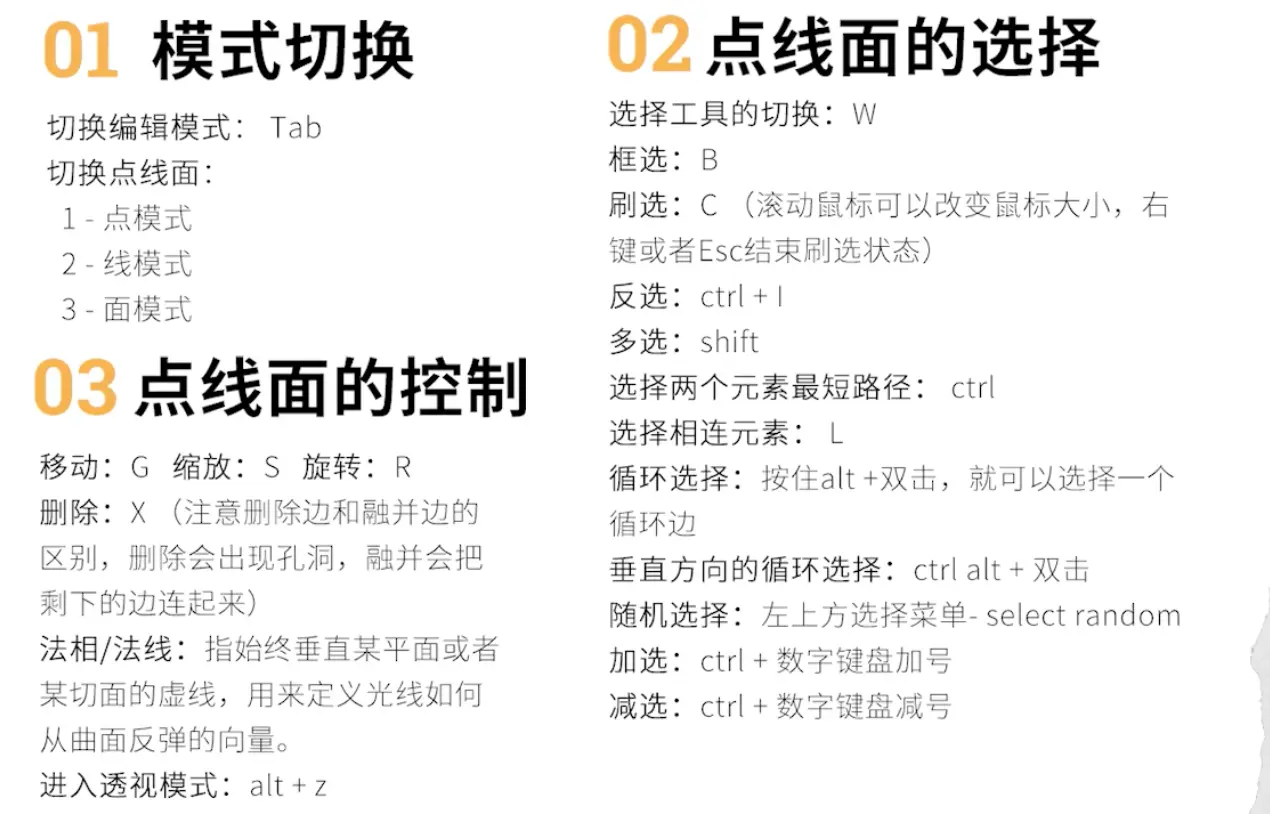 01 模式切换
切换编辑模式： Tab
切换点线面：
1 - 点模式
2 - 线模式
3 - 面模式
03 点线面的控制
移动：G 缩放：S 旋转：R
删除：X （注意删除边和融并边的
区别，删除会出现孔洞，融并会把
剩下的边连起来）
法相/法线：指始终垂直某平面或者
某切面的虚线，用来定义光线如何
从曲面反弹的向量。
进入透视模式：alt + z
02 点线面的选择
选择工具的切换：W
框选：B
刷选：C （滚动鼠标可以改变鼠标大小，右
键或者Esc结束刷选状态）
反选：ctrl + I
多选：shift
选择两个元素最短路径： ctrl
选择相连元素： L
循环选择：按住alt +双击，就可以选择一个
循环边
垂直方向的循环选择：ctrl alt + 双击
随机选择：左上方选择菜单- select random
加选：ctrl + 数字键盘加号
减选：ctrl + 数字键盘减号